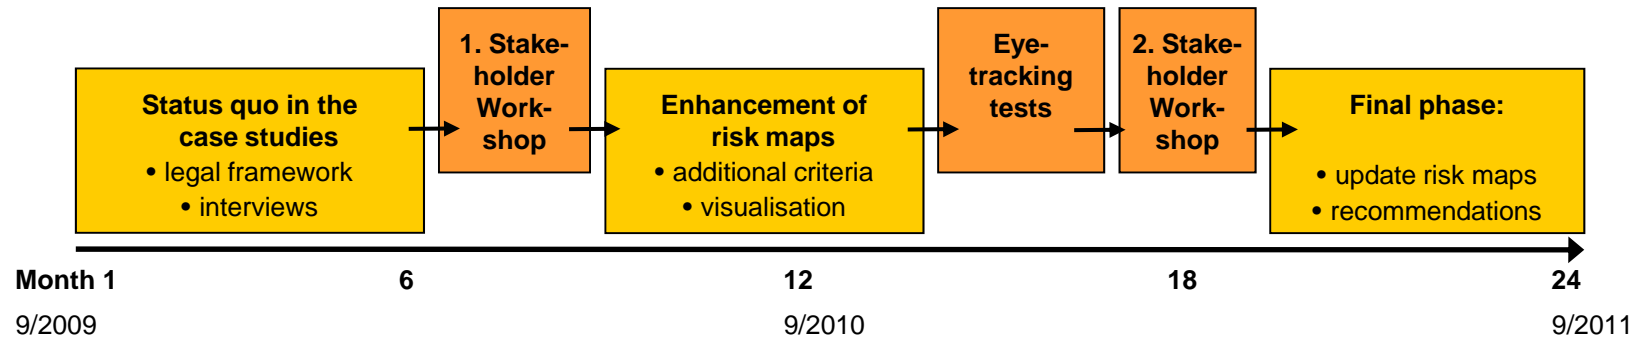 Status quo in the
case studies
• legal framework
• interviews
1. Stake-
holder
Work-
shop
Enhancement of
risk maps
• additional criteria
• visualisation
Eye-
tracking
tests
2. Stake-
holder
Work-
shop
Final phase:
• update risk maps
• recommendations
Month 1 6 12 18 24
9/2009 9/2010 9/2011